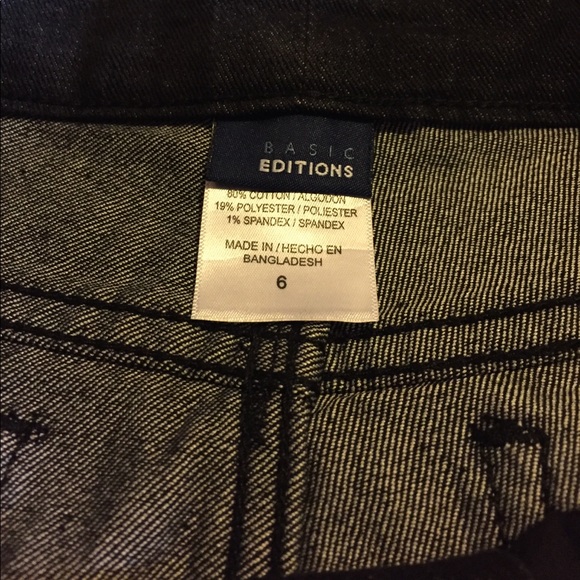 BASIC
EDITIONS
80% COTTON / ALGODON
19% POLYESTER / POLIESTER
1% SPANDEX / SPANDEX
MADE IN / HECHO EN
BANGLADESH
6